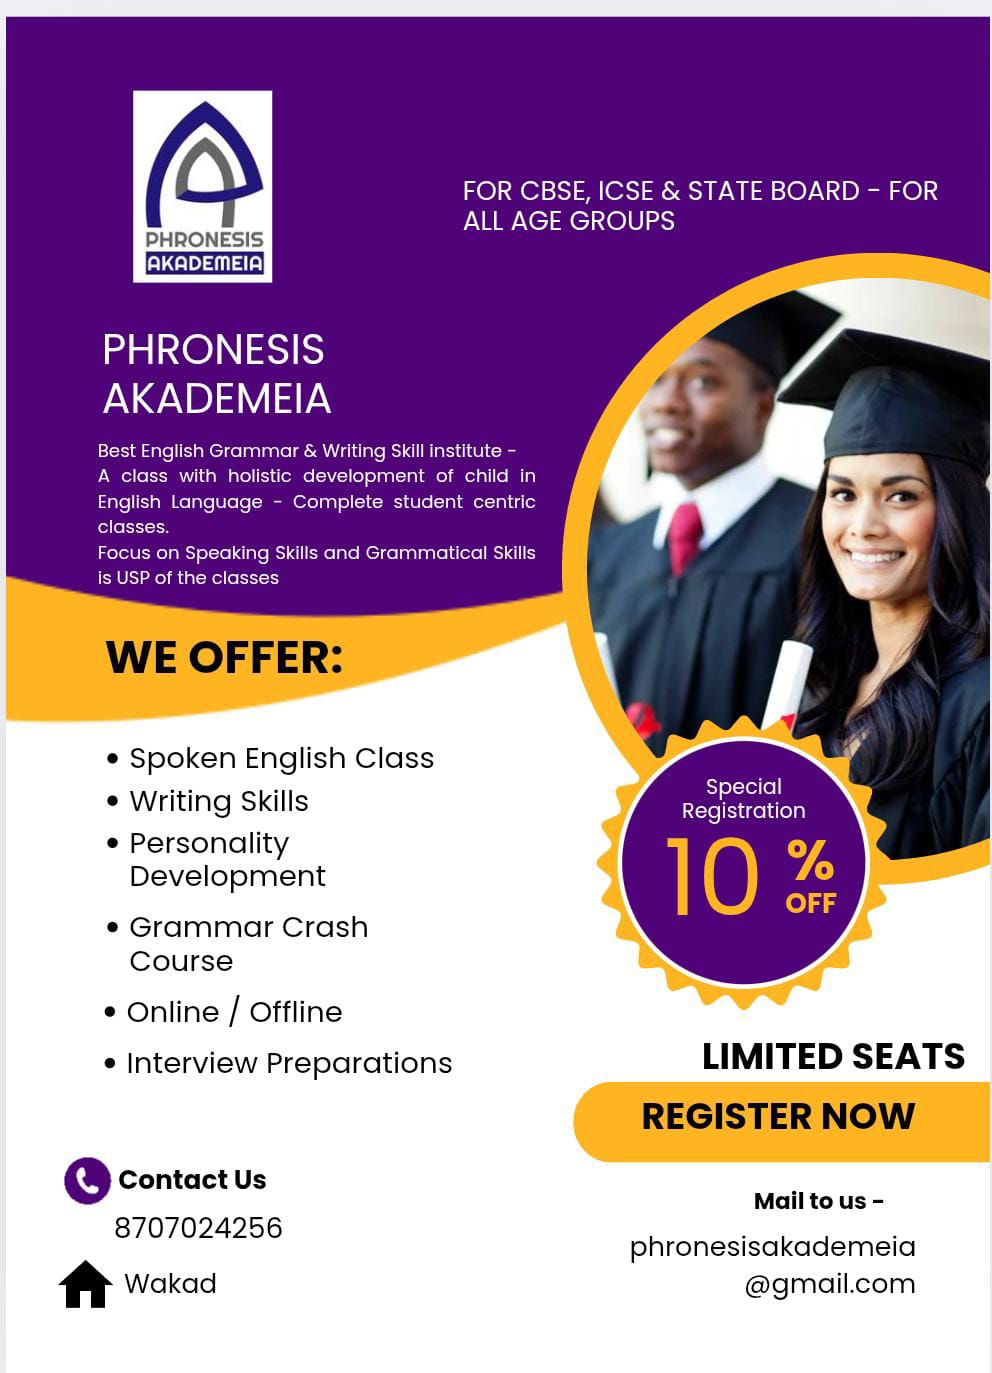 PHRONESIS
AKADEMEIA
FOR CBSE, ICSE & STATE BOARD - FOR
ALL AGE GROUPS
PHRONESIS
AKADEMEIA
Best English Grammar & Writing Skill institute -
A class with holistic development of child in
English Language - Complete student centric
classes.
Focus on Speaking Skills and Grammatical Skills
is USP of the classes
WE OFFER:
• Spoken English Class
• Writing Skills
• Personality
Development
• Grammar Crash
Course
• Online / Offline
• Interview Preparations
Special
Registration
10 %
OFF
LIMITED SEATS
REGISTER NOW
Contact Us
8707024256
Wakad
Mail to us -
phronesisakademeia
@gmail.com